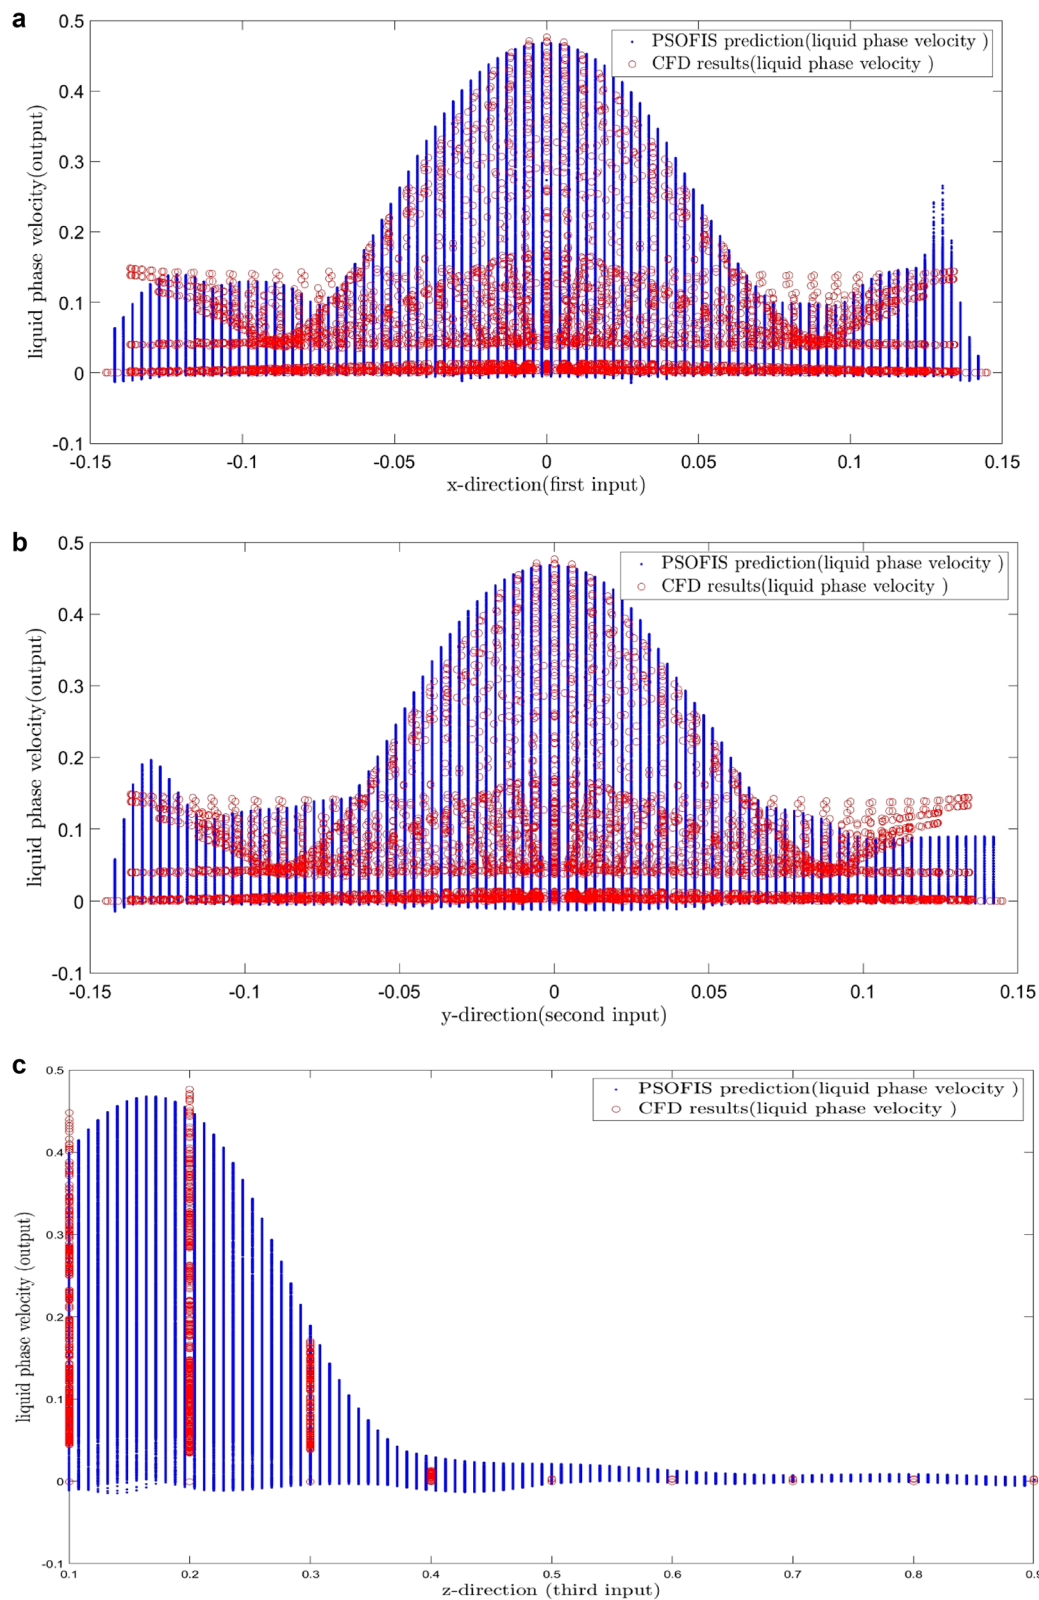 a
0.5
PSOFIS prediction(liquid phase velocity )
CFD results(liquid phase velocity )
0.4
0.3
0.2
0.1
0
-0.1
liquid phase velocity(output)
-0.15 -0.1 -0.05 0 0.05 0.1 0.15
x-direction(first input)
b
0.5
PSOFIS prediction(liquid phase velocity )
CFD results(liquid phase velocity )
0.4
0.3
0.2
0.1
0
-0.1
liquid phase velocity(output)
-0.15 -0.1 -0.05 0 0.05 0.1 0.15
y-direction(second input)
c
0.5
PSOFIS prediction(liquid phase velocity )
CFD results(liquid phase velocity )
0.4
0.3
0.2
0.1
0
-0.1
liquid phase velocity (output)
0.1 0.2 0.3 0.4 0.5 0.6 0.7 0.8 0.9
z-direction (third input)